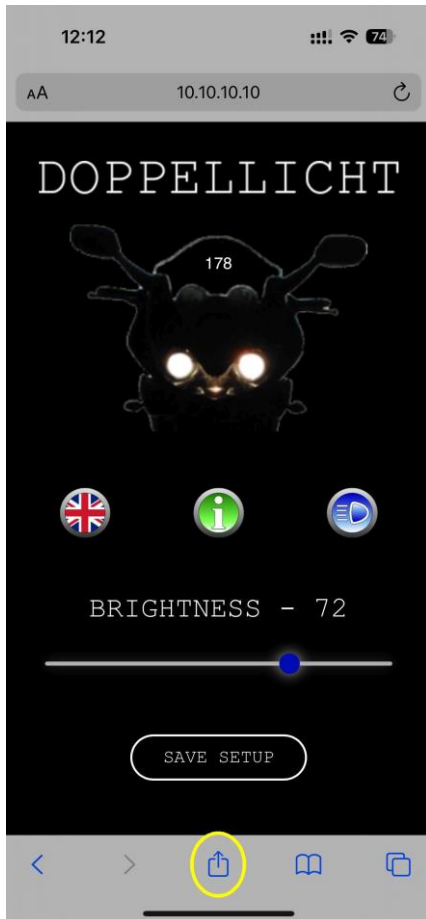 12:12
74
AA
10.10.10.10
DOPPELLICHT
178
BRIGHTNESS - 72
SAVE SETUP